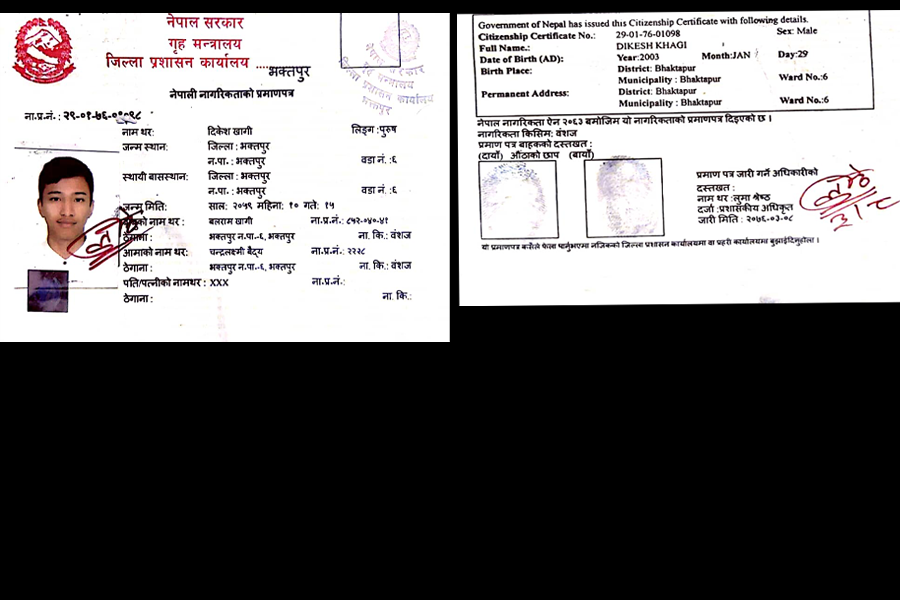 नेपाल सरकार
गृह मन्त्रालय
जिल्ला प्रशासन कार्यालय ....भक्तपुर
नेपाली नागरिकताको प्रमाणपत्र
ना.प्र.नं. : २९-०१-७६-
नाम थर: दिकेश खागी लिङ्ग : पुरुष
जन्म स्थान: जिल्ला : भक्तपुर
न.पा. : भक्तपुर वडा नं. : ६
स्थायी बासस्थान: जिल्ला : भक्तपुर
न.पा. : भक्तपुर वडा नं. : ६
जन्म मिति: साल: २०५९ महिना: १० गते: १५
को नाम थर : बलराम खागी ना.प्र.नं.: ८५२-०४०-४१
ठेगाना: भक्तपुर न.पा.-६, भक्तपुर ना. कि.: वंशज
आमाको नाम थर: चन्द्रलक्ष्मी बैद्य ना.प्र.नं.: २२२८
ठेगाना : भक्तपुर न.पा.-६, भक्तपुर ना. कि.: वंशज
पति/पत्नीको नामथर : XXX ना.प्र.नं.:
ठेगाना : ना. कि.:
Government of Nepal has issued this Citizenship Certificate with following details.
Citizenship Certificate No.: 29-01-76-01098 Sex: Male
Full Name.: DIKESH KHAGI
Date of Birth (AD): Year:2003 Month:JAN Day:29
Birth Place: District: Bhaktapur
Municipality : Bhaktapur Ward No.:6
Permanent Address: District: Bhaktapur
Municipality : Bhaktapur Ward No.:6
नेपाल नागरिकता ऐन २०६३ बमोजिम यो नागरिकताको प्रमाणपत्र दिइएको छ ।
नागरिकता किसिम: वंशज
प्रमाण पत्र बाहकको दस्तखत :
(दायाँ) औंठाको छाप (बायाँ)
प्रमाण पत्र जारी गर्ने अधिकारीको
दस्तखत :
नाम थर :लुमा श्रेष्ठ
दर्जा :प्रशासकीय अधिकृत
जारी मिति : २०७६-०३-०८
यो प्रमाणपत्र कसैले फेला पार्नुभएमा नजिकको जिल्ला प्रशासन कार्यालयमा वा प्रहरी कार्यालयमा बुझाईदिनुहोला ।